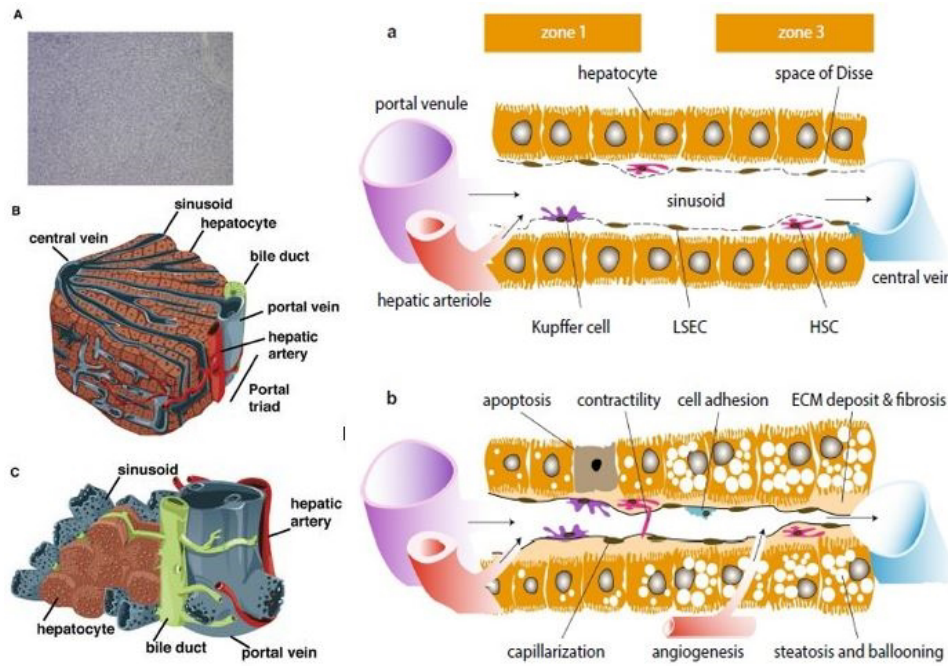 A
B
sinusoid
hepatocyte
central vein
bile duct
portal vein
hepatic
artery
Portal
triad
C
sinusoid
hepatic
artery
hepatocyte
bile duct
portal vein
a
zone 1
zone 3
hepatocyte
space of Disse
portal venule
sinusoid
hepatic arteriole
central vein
Kupffer cell
LSEC
HSC
b
apoptosis
contractility
cell adhesion
ECM deposit & fibrosis
capillarization
angiogenesis
steatosis and ballooning